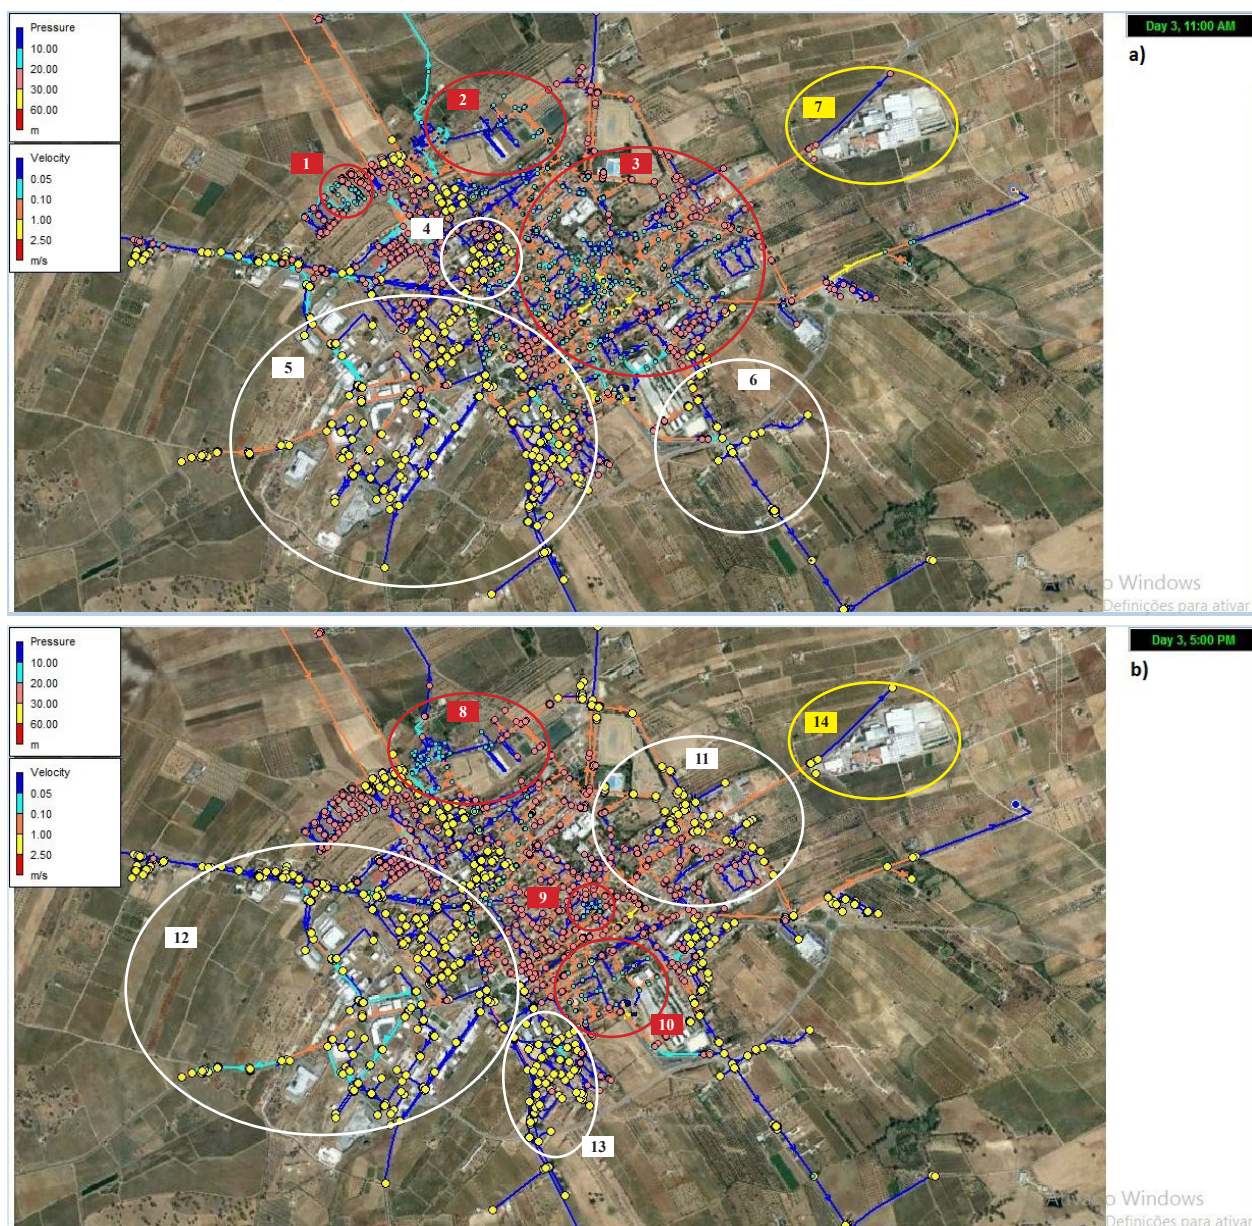 Pressure
10.00
20.00
30.00
60.00
m
Velocity
0.05
0.10
1.00
2.50
m/s
Day 3, 11:00 AM
a)
1
2
3
4
5
6
7
o Windows
Definições para ativar
Pressure
10.00
20.00
30.00
60.00
m
Velocity
0.05
0.10
1.00
2.50
m/s
Day 3, 5:00 PM
b)
8
9
10
11
12
13
14
o Windows
Definições para ativar